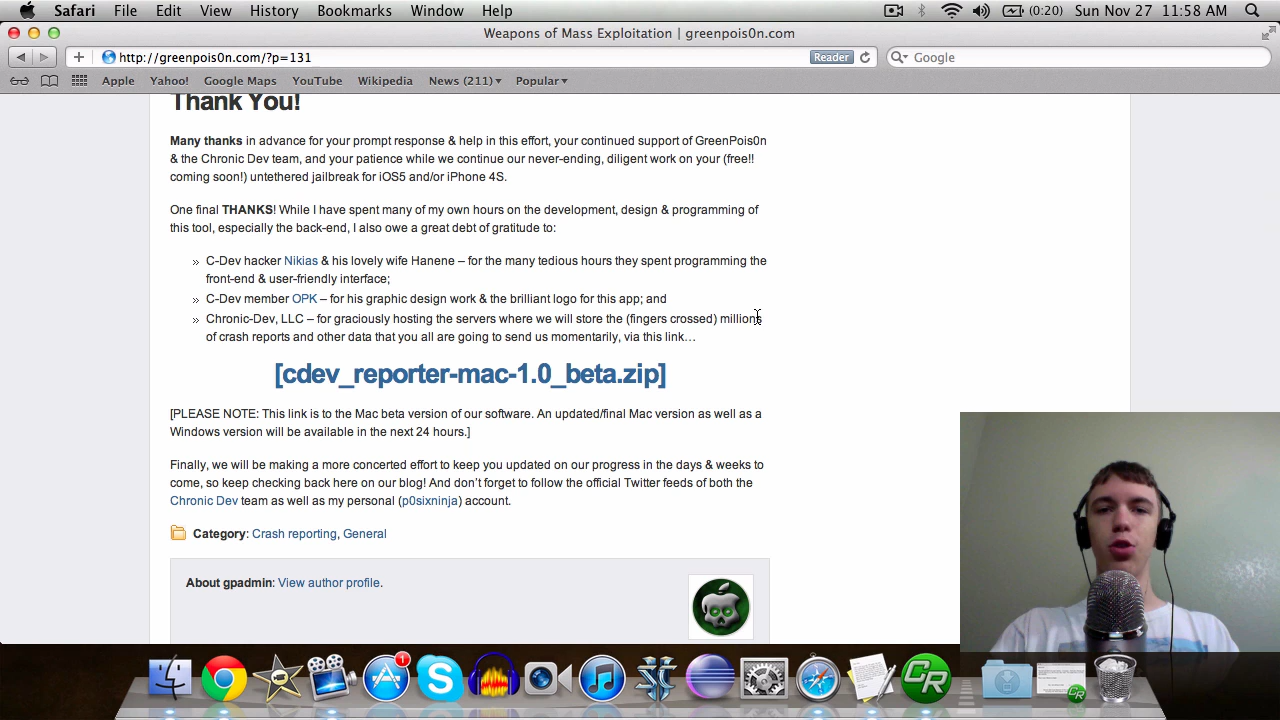 Safari File Edit View History Bookmarks Window Help (0:20) Sun Nov 27 11:58 AM
Weapons of Mass Exploitation | greenpois0n.com
http://greenpois0n.com/?p=131 Reader Google
Apple Yahoo! Google Maps YouTube Wikipedia News (211) Popular
Thank You!
Many thanks in advance for your prompt response & help in this effort, your continued support of GreenPois0n
& the Chronic Dev team, and your patience while we continue our never-ending, diligent work on your (free!!
coming soon!) untethered jailbreak for iOS5 and/or iPhone 4S.
One final THANKS! While I have spent many of my own hours on the development, design & programming of
this tool, especially the back-end, I also owe a great debt of gratitude to:
» C-Dev hacker Nikias & his lovely wife Hanene – for the many tedious hours they spent programming the
front-end & user-friendly interface;
» C-Dev member OPK – for his graphic design work & the brilliant logo for this app; and
» Chronic-Dev, LLC – for graciously hosting the servers where we will store the (fingers crossed) millions
of crash reports and other data that you all are going to send us momentarily, via this link…
[cdev_reporter-mac-1.0_beta.zip]
[PLEASE NOTE: This link is to the Mac beta version of our software. An updated/final Mac version as well as a
Windows version will be available in the next 24 hours.]
Finally, we will be making a more concerted effort to keep you updated on our progress in the days & weeks to
come, so keep checking back here on our blog! And don't forget to follow the official Twitter feeds of both the
Chronic Dev team as well as my personal (p0sixninja) account.
Category: Crash reporting, General
About gpadmin: View author profile.
1
CR
CR